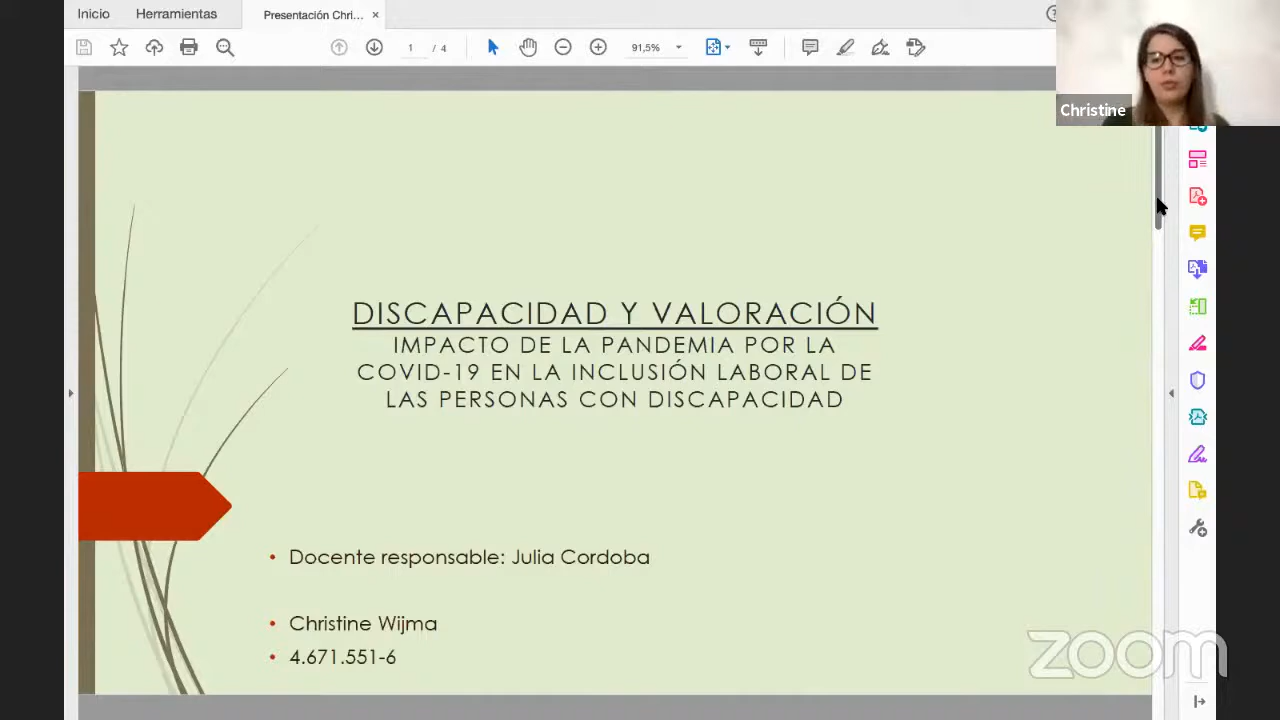 Inicio Herramientas Presentación Chri... ×
1 / 4 91,5%
Christine
DISCAPACIDAD Y VALORACIÓN
IMPACTO DE LA PANDEMIA POR LA
COVID-19 EN LA INCLUSIÓN LABORAL DE
LAS PERSONAS CON DISCAPACIDAD
• Docente responsable: Julia Cordoba
• Christine Wijma
• 4.671.551-6
zoom